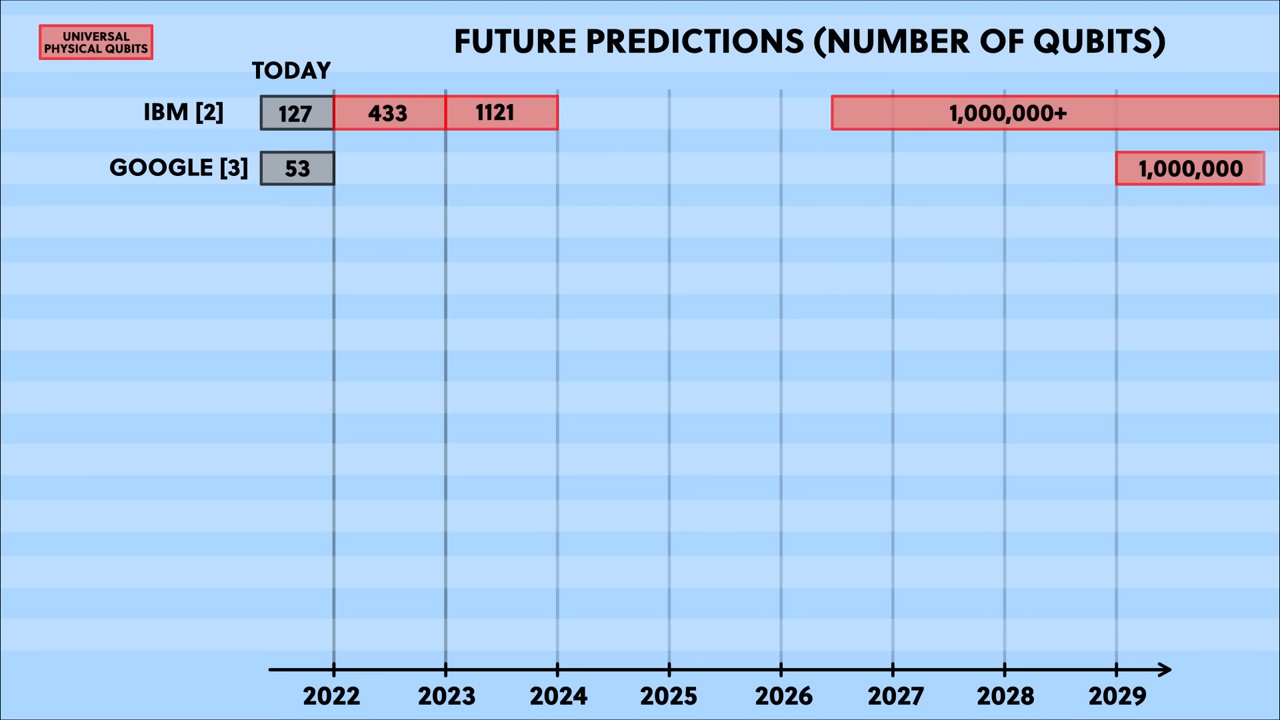 UNIVERSAL
PHYSICAL QUBITS
FUTURE PREDICTIONS (NUMBER OF QUBITS)
TODAY
IBM [2] 127 433 1121 1,000,000+
GOOGLE [3] 53 1,000,000
2022 2023 2024 2025 2026 2027 2028 2029